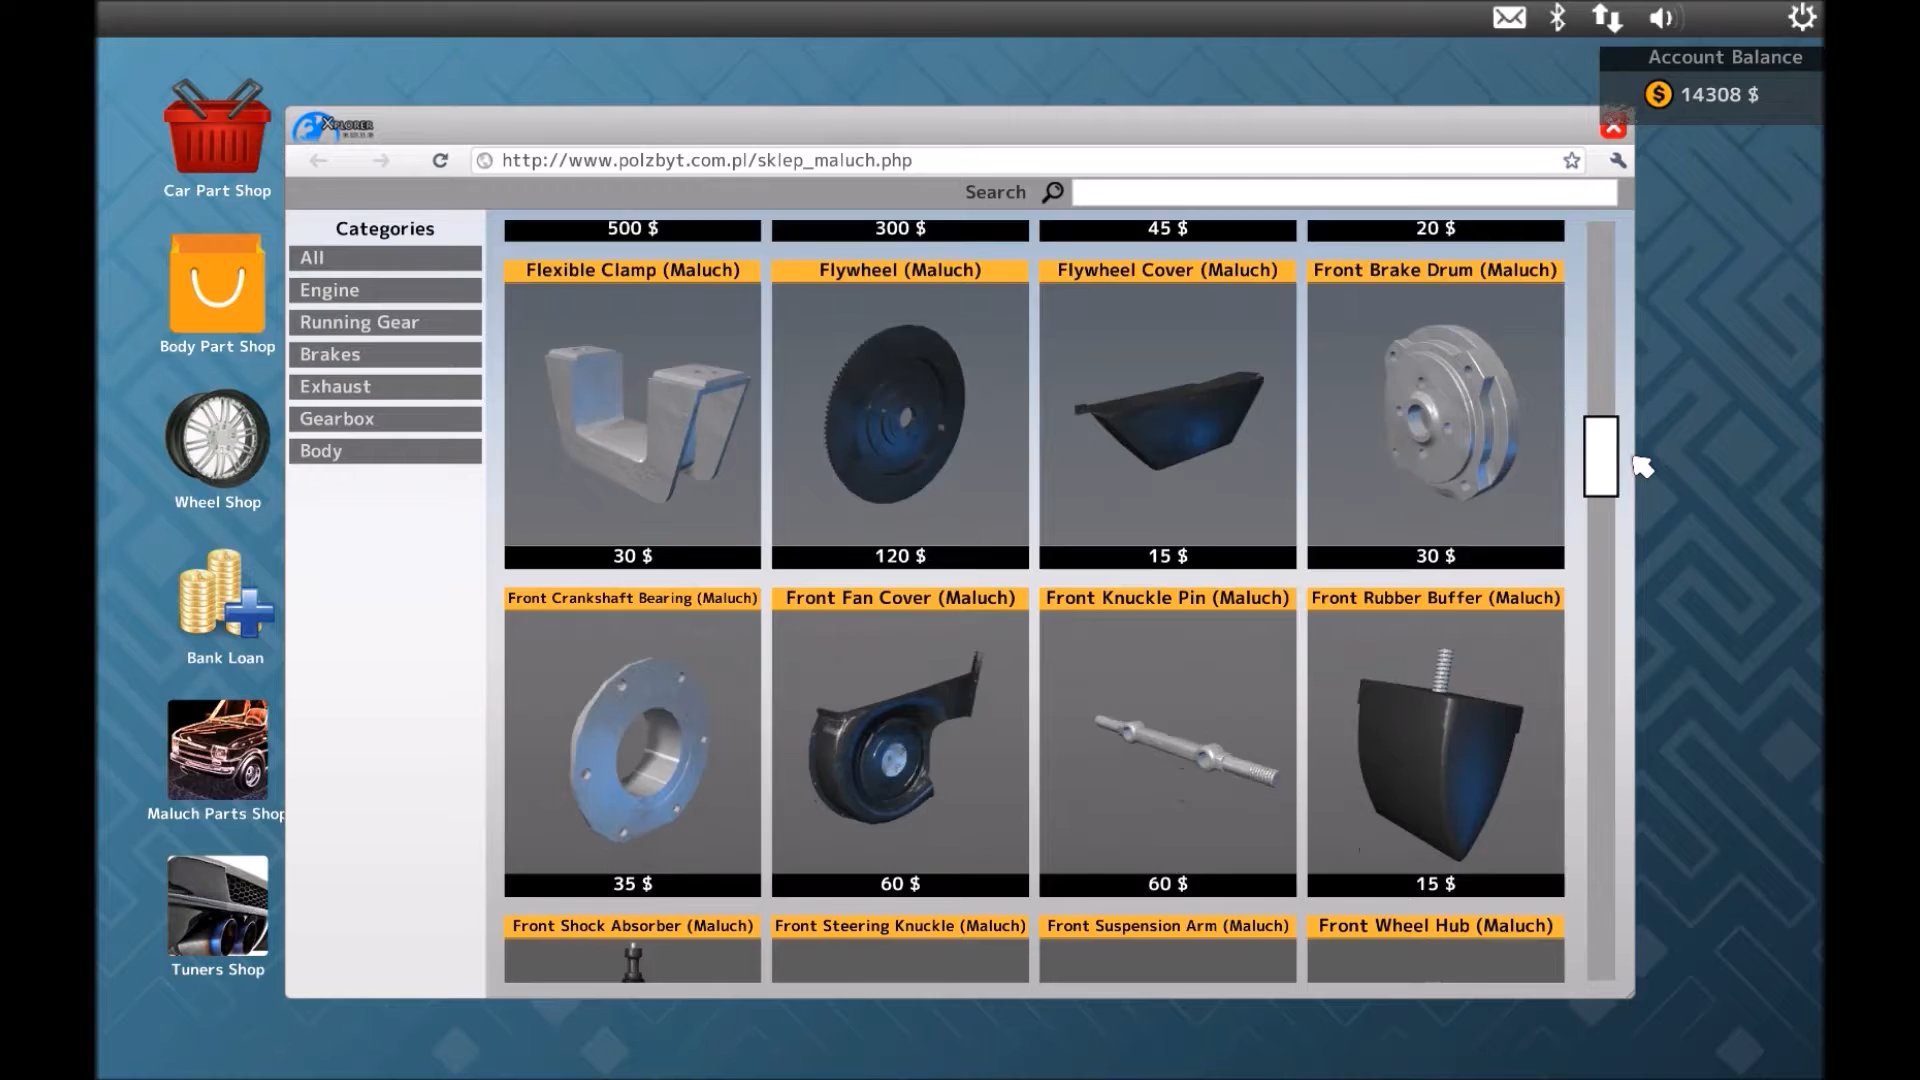 Account Balance
14308 $
XPLORER
http://www.polzbyt.com.pl/sklep_maluch.php
Search
Car Part Shop
Body Part Shop
Wheel Shop
Bank Loan
Maluch Parts Shop
Tuners Shop
Categories
All
Engine
Running Gear
Brakes
Exhaust
Gearbox
Body
500 $ 300 $ 45 $ 20 $
Flexible Clamp (Maluch) Flywheel (Maluch) Flywheel Cover (Maluch) Front Brake Drum (Maluch)
30 $ 120 $ 15 $ 30 $
Front Crankshaft Bearing (Maluch) Front Fan Cover (Maluch) Front Knuckle Pin (Maluch) Front Rubber Buffer (Maluch)
35 $ 60 $ 60 $ 15 $
Front Shock Absorber (Maluch) Front Steering Knuckle (Maluch) Front Suspension Arm (Maluch) Front Wheel Hub (Maluch)